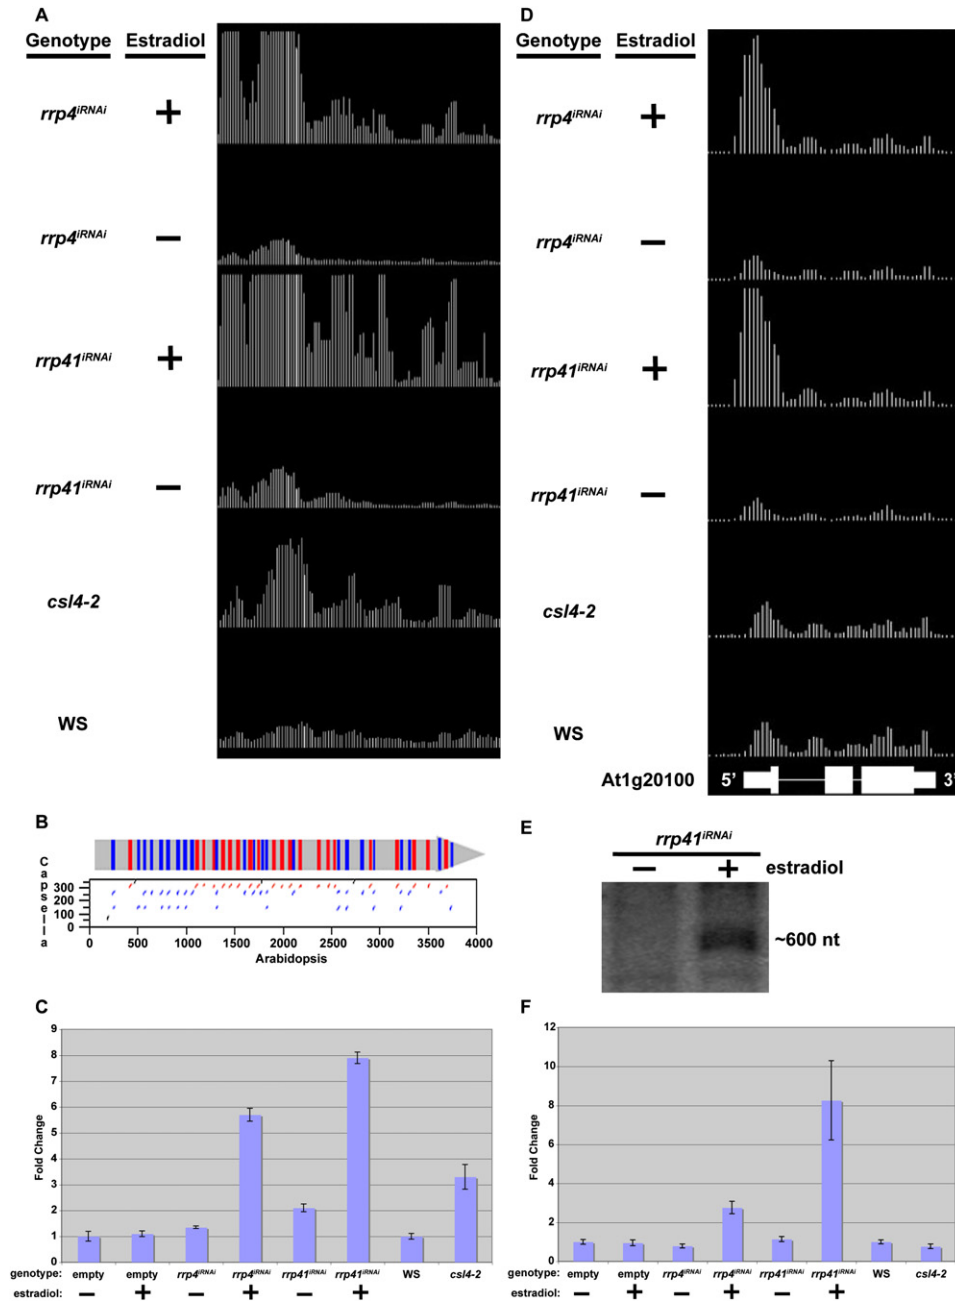 A
Genotype Estradiol
rrp4iRNAi +
rrp4iRNAi −
rrp41iRNAi +
rrp41iRNAi −
csl4-2
WS
B
Capsella
300
200
100
0
0 500 1000 1500 2000 2500 3000 3500 4000
Arabidopsis
C
Fold Change
9
8
7
6
5
4
3
2
1
0
genotype: empty empty rrp4iRNAi rrp4iRNAi rrp41iRNAi rrp41iRNAi WS csl4-2
estradiol: − + − + − +
D
Genotype Estradiol
rrp4iRNAi +
rrp4iRNAi −
rrp41iRNAi +
rrp41iRNAi −
csl4-2
WS
At1g20100 5' 3'
E
rrp41iRNAi
− + estradiol
~600 nt
F
Fold Change
12
10
8
6
4
2
0
genotype: empty empty rrp4iRNAi rrp4iRNAi rrp41iRNAi rrp41iRNAi WS csl4-2
estradiol: − + − + − +